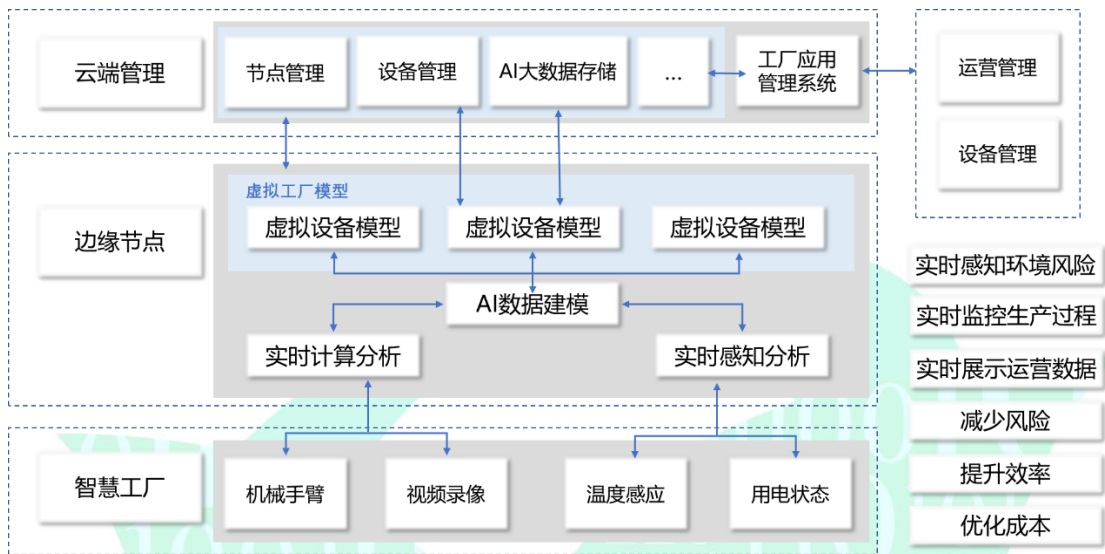 云端管理
节点管理
设备管理
AI大数据存储
...
工厂应用
管理系统
运营管理
设备管理
边缘节点
虚拟工厂模型
虚拟设备模型
虚拟设备模型
虚拟设备模型
AI数据建模
实时计算分析
实时感知分析
智慧工厂
机械手臂
视频录像
温度感应
用电状态
实时感知环境风险
实时监控生产过程
实时展示运营数据
减少风险
提升效率
优化成本